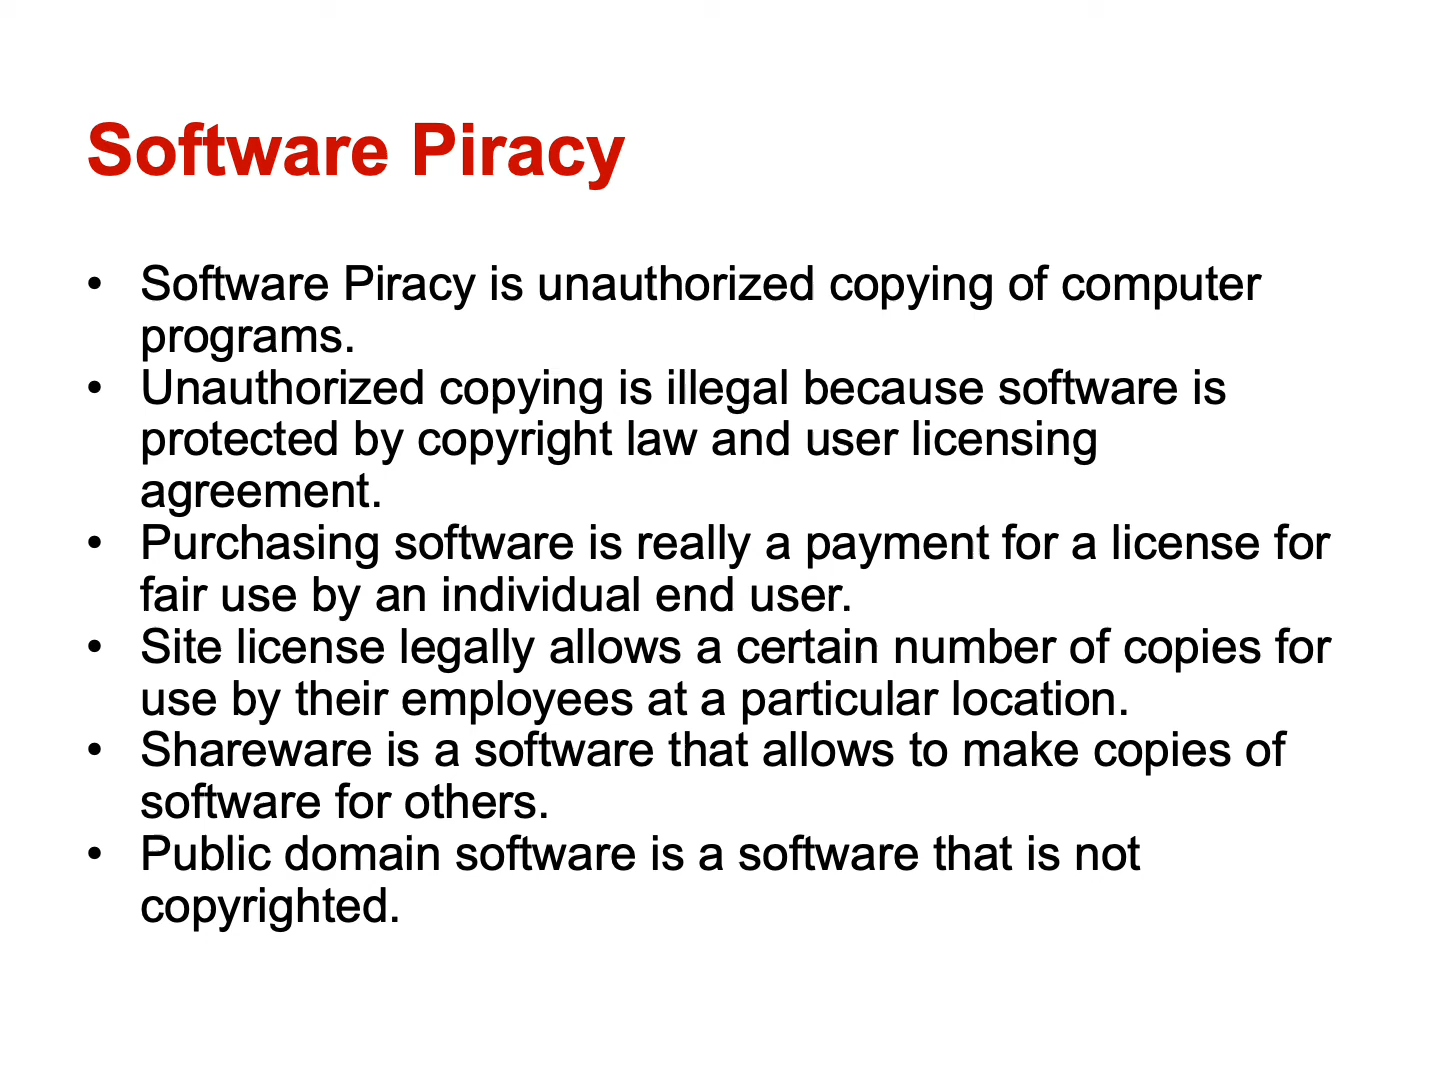 Software Piracy
• Software Piracy is unauthorized copying of computer
programs.
• Unauthorized copying is illegal because software is
protected by copyright law and user licensing
agreement.
• Purchasing software is really a payment for a license for
fair use by an individual end user.
• Site license legally allows a certain number of copies for
use by their employees at a particular location.
• Shareware is a software that allows to make copies of
software for others.
• Public domain software is a software that is not
copyrighted.